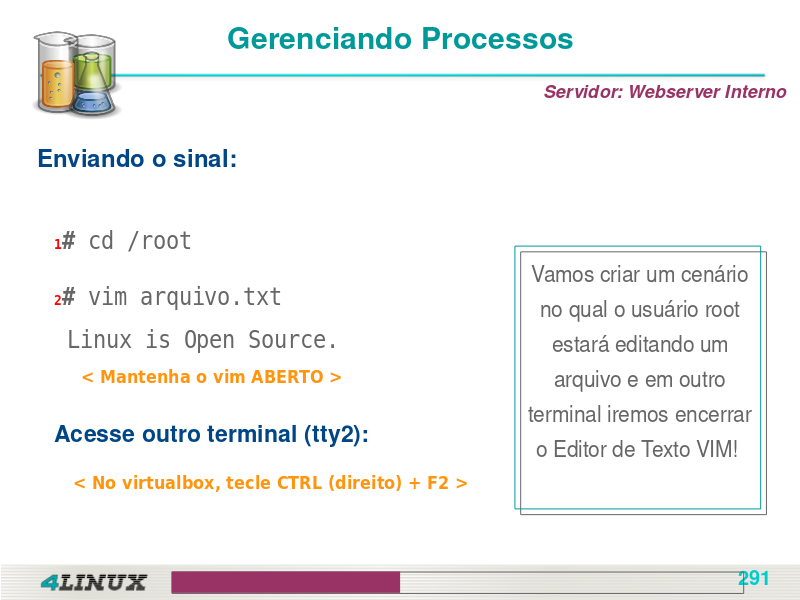 Gerenciando Processos
Servidor: Webserver Interno
Enviando o sinal:
1# cd /root
2# vim arquivo.txt
Linux is Open Source.
< Mantenha o vim ABERTO >
Acesse outro terminal (tty2):
< No virtualbox, tecle CTRL (direito) + F2 >
Vamos criar um cenário
no qual o usuário root
estará editando um
arquivo e em outro
terminal iremos encerrar
o Editor de Texto VIM!
4LINUX
291